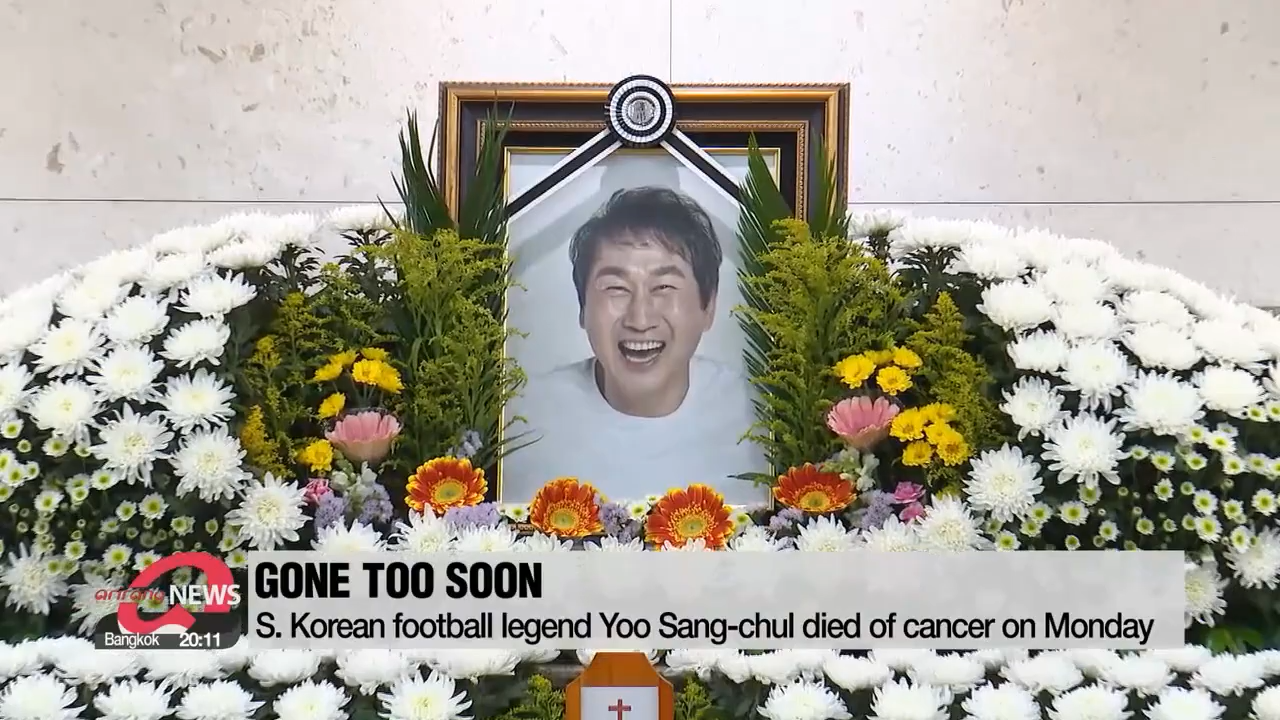 GONE TOO SOON
S. Korean football legend Yoo Sang-chul died of cancer on Monday
arirang NEWS
Bangkok 20:11